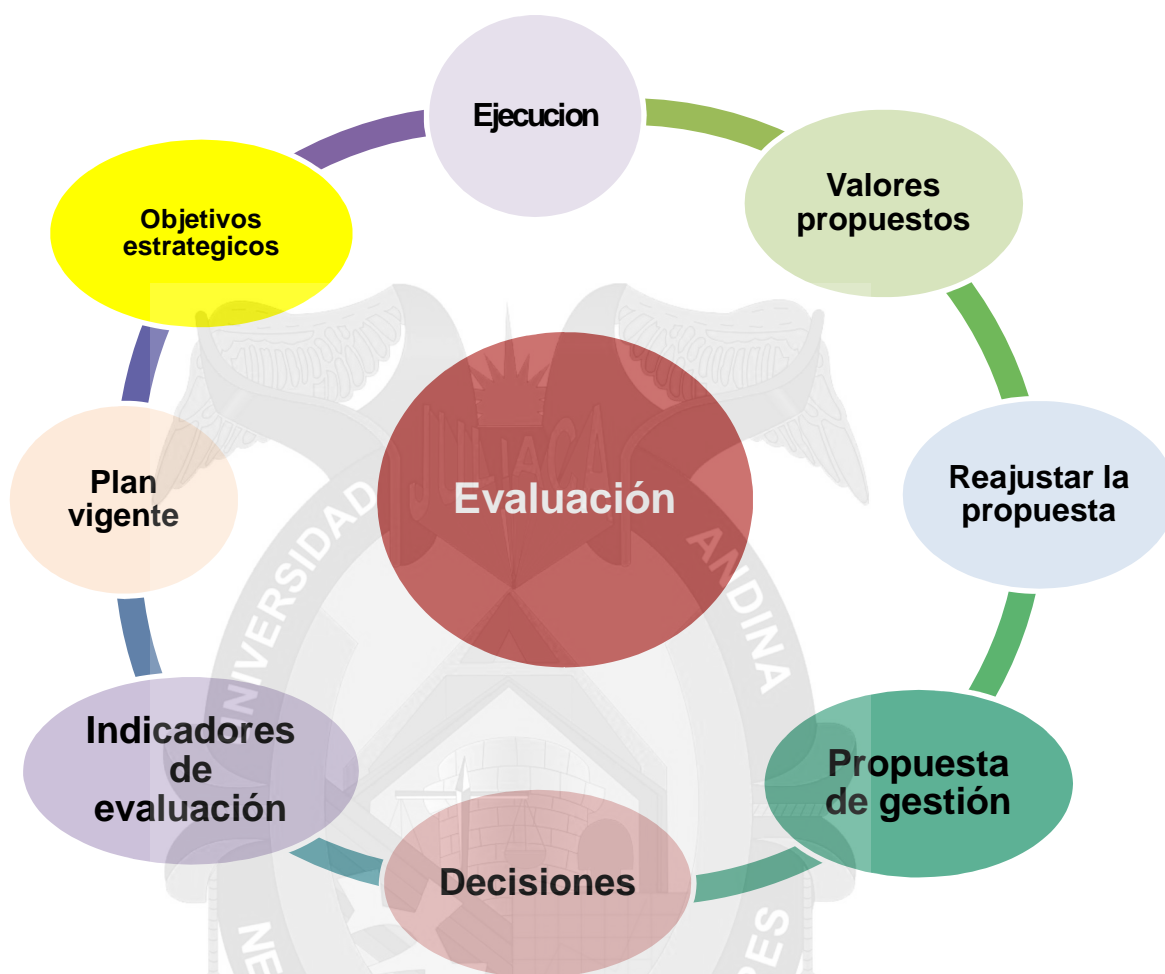 Ejecucion
Valores
propuestos
Objetivos
estrategicos
Evaluación
Reajustar la
propuesta
Plan
vigente
Indicadores
de
evaluación
Propuesta
de gestión
Decisiones
JULIACA
UNIVERSIDAD
ANDINA